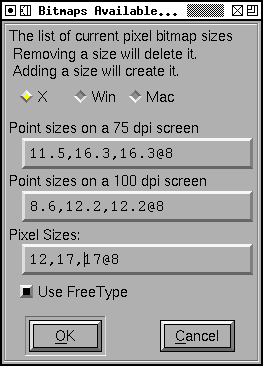 Bitmaps Available...
The list of current pixel bitmap sizes
Removing a size will delete it.
Adding a size will create it.
X Win Mac
Point sizes on a 75 dpi screen
11.5,16.3,16.3@8
Point sizes on a 100 dpi screen
8.6,12.2,12.2@8
Pixel Sizes:
12,17,17@8
Use FreeType
OK Cancel